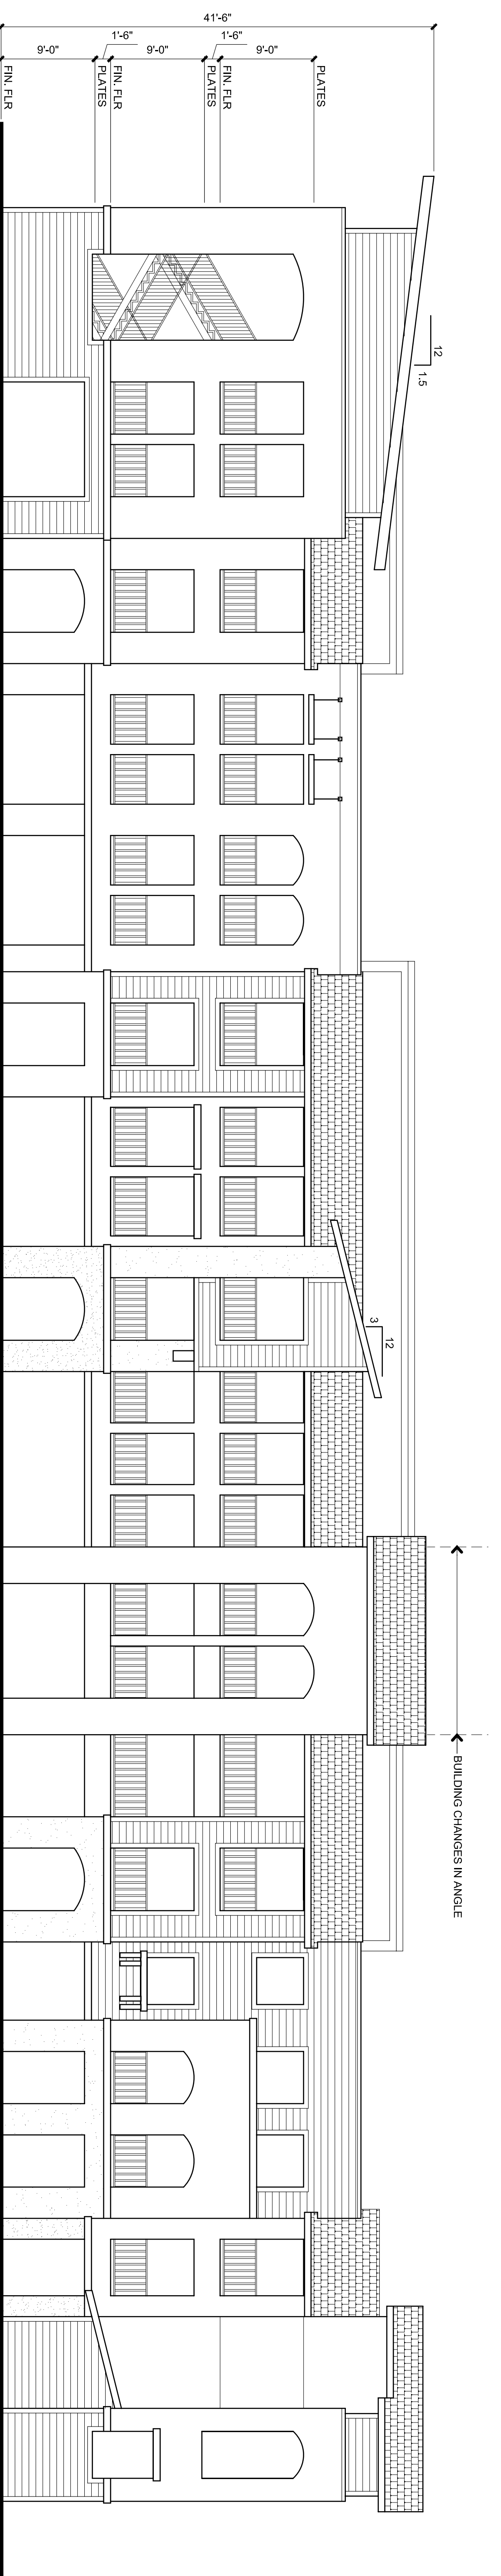 41'-6"
9'-0"
1'-6"
9'-0"
1'-6"
9'-0"
FIN. FLR
PLATES
FIN. FLR
PLATES
FIN. FLR
PLATES
12
1.5
12
3
BUILDING CHANGES IN ANGLE